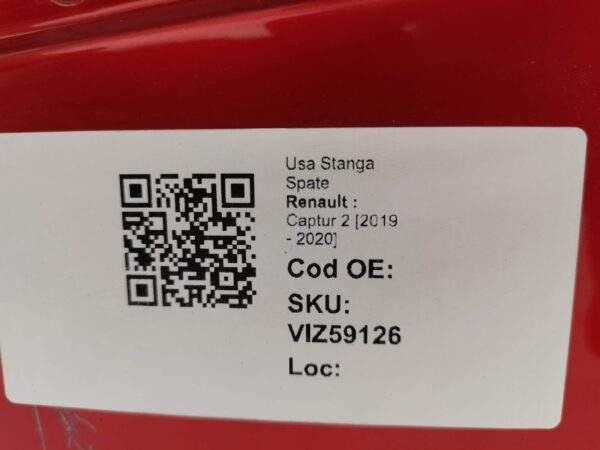 Usa Stanga
Spate
Renault :
Captur 2 [2019
- 2020]
Cod OE:
SKU:
VIZ59126
Loc: